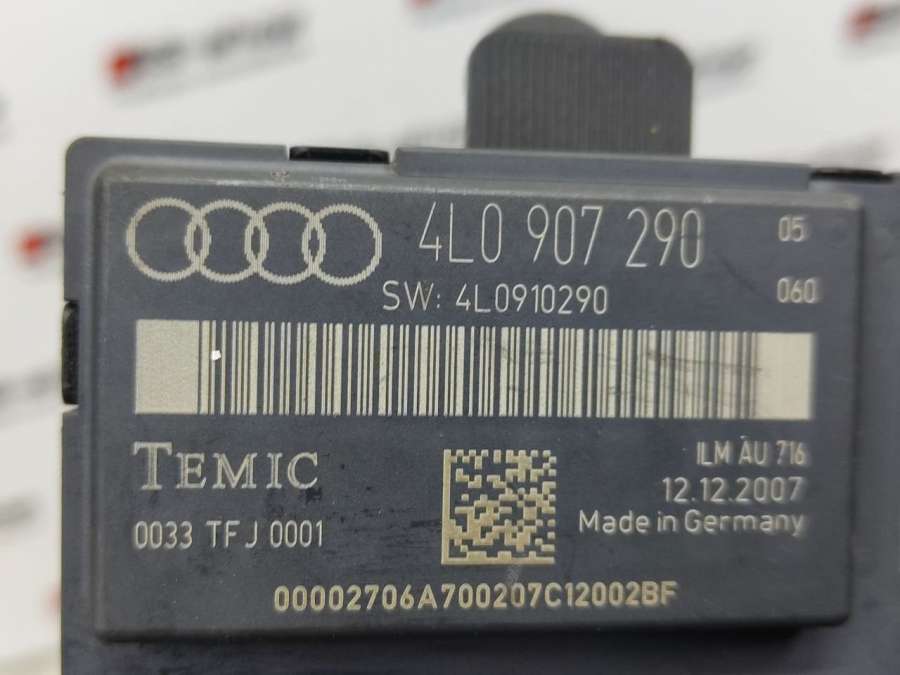 4L0 907 290 05
SW: 4L0910290 060
TEMIC
ILM AU 716
12.12.2007
0033 TF J 0001
Made in Germany
00002706A700207C12002BF